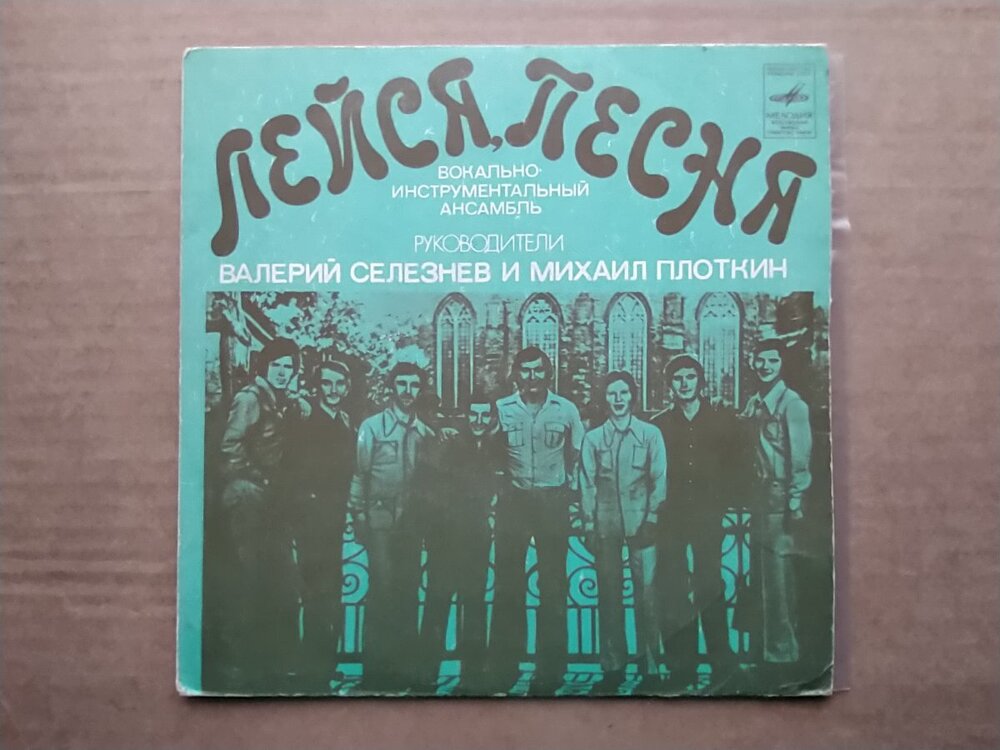 ЛЕЙСЯ, ПЕСНЯ
ВОКАЛЬНО-
ИНСТРУМЕНТАЛЬНЫЙ
АНСАМБЛЬ
РУКОВОДИТЕЛИ
ВАЛЕРИЙ СЕЛЕЗНЕВ И МИХАИЛ ПЛОТКИН